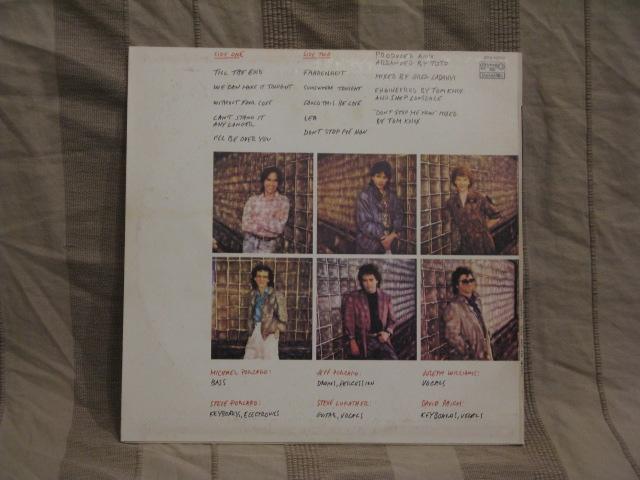 SIDE ONE
TILL THE END
WE CAN MAKE IT TONIGHT
WITHOUT YOUR LOVE
CAN'T STAND IT
ANY LONGER
I'LL BE OVER YOU
SIDE TWO
FAHRENHEIT
SOMEWHERE TONIGHT
COULD THIS BE LOVE
LEA
DON'T STOP ME NOW
PRODUCED AND
ARRANGED BY TOTO
MIXED BY GREG LADANYI
ENGINEERED BY TOM KNOX
AND SHEP LONSDALE
"DON'T STOP ME NOW" MIXED
BY TOM KNOX
MICHAEL PORCARO:
BASS
JEFF PORCARO:
DRUMS, PERCUSSION
JOSEPH WILLIAMS:
VOCALS
STEVE PORCARO:
KEYBOARDS, ELECTRONICS
STEVE LUKATHER:
GUITAR, VOCALS
DAVID PAICH:
KEYBOARDS, VOCALS